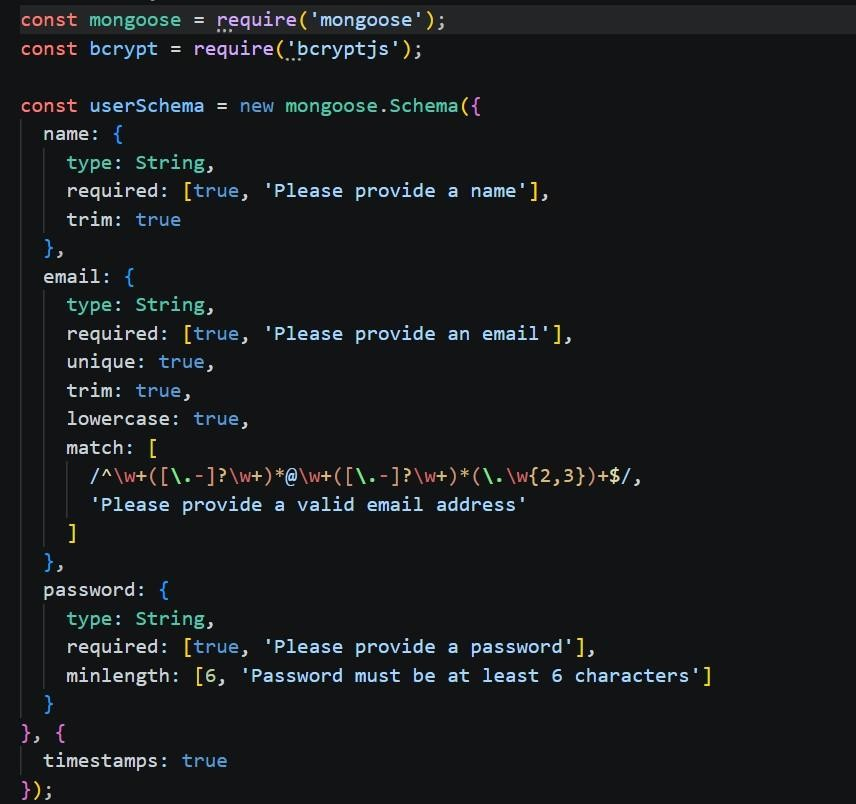 const mongoose = require('mongoose');
const bcrypt = require('bcryptjs');

const userSchema = new mongoose.Schema({
  name: {
    type: String,
    required: [true, 'Please provide a name'],
    trim: true
  },
  email: {
    type: String,
    required: [true, 'Please provide an email'],
    unique: true,
    trim: true,
    lowercase: true,
    match: [
      /^\w+([\.-]?\w+)*@\w+([\.-]?\w+)*(\.\w{2,3})+$/,
      'Please provide a valid email address'
    ]
  },
  password: {
    type: String,
    required: [true, 'Please provide a password'],
    minlength: [6, 'Password must be at least 6 characters']
  }
}, {
  timestamps: true
});